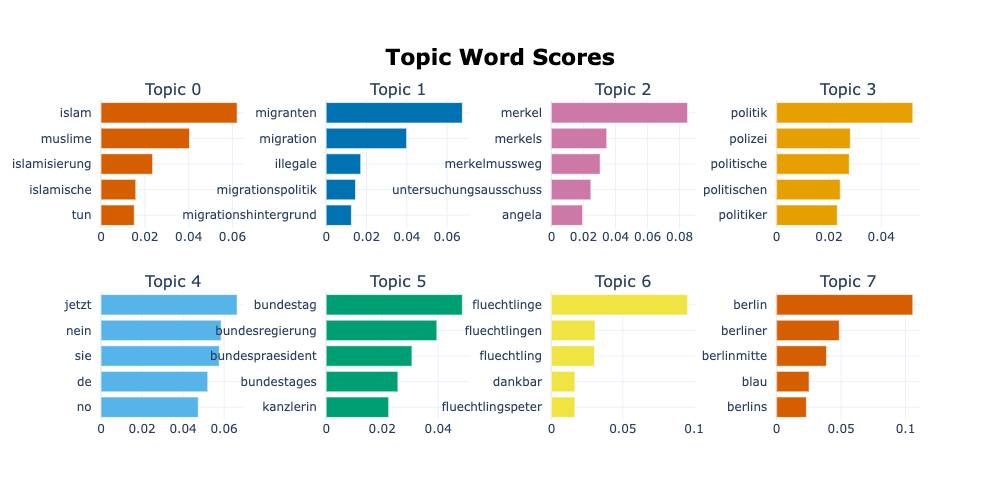 Topic Word Scores
Topic 0
islam
muslime
islamisierung
islamische
tun
0 0.02 0.04 0.06
Topic 1
migranten
migration
illegale
migrationspolitik
migrationshintergrund
0 0.02 0.04 0.06
Topic 2
merkel
merkels
merkelmussweg
untersuchungsausschuss
angela
0 0.02 0.04 0.06 0.08
Topic 3
politik
polizei
politische
politischen
politiker
0 0.02 0.04
Topic 4
jetzt
nein
sie
de
no
0 0.02 0.04 0.06
Topic 5
bundestag
bundesregierung
bundespraesident
bundestages
kanzlerin
0 0.02 0.04
Topic 6
fluechtlinge
fluechtlingen
fluechtling
dankbar
fluechtlingspeter
0 0.05 0.1
Topic 7
berlin
berliner
berlinmitte
blau
berlins
0 0.05 0.1